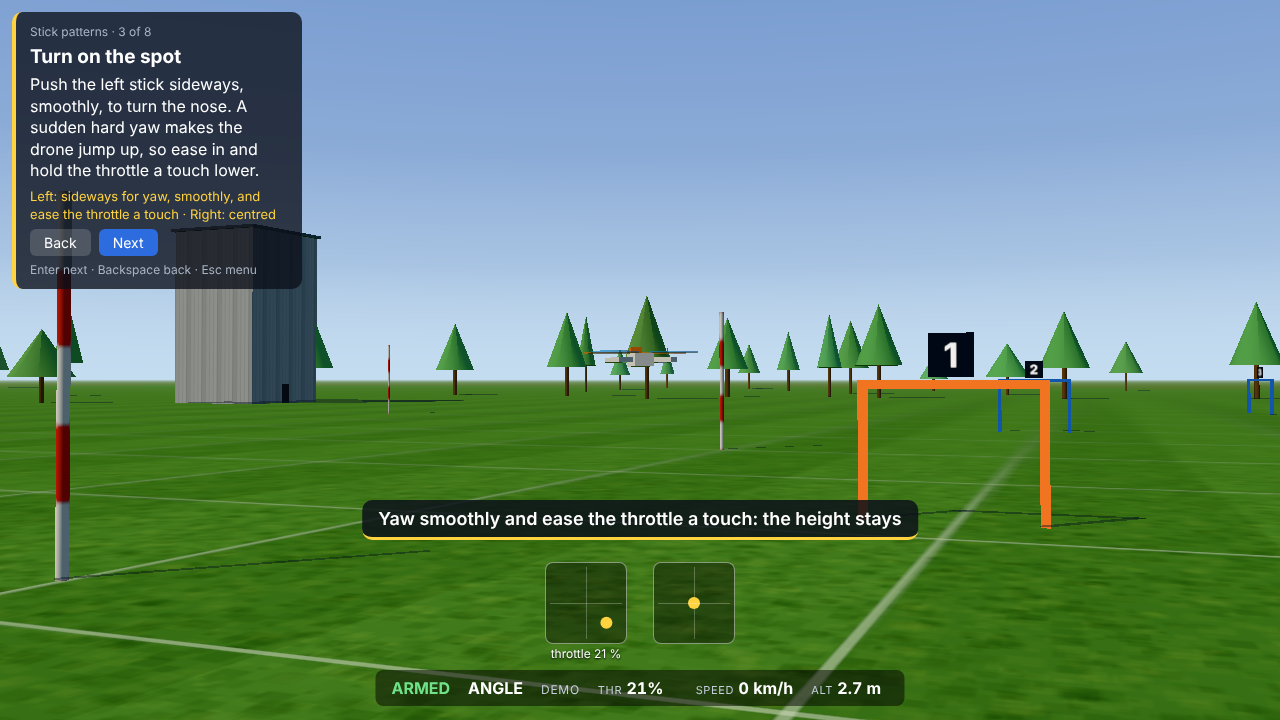 Stick patterns · 3 of 8
Turn on the spot
Push the left stick sideways,
smoothly, to turn the nose. A
sudden hard yaw makes the
drone jump up, so ease in and
hold the throttle a touch lower.
Left: sideways for yaw, smoothly, and
ease the throttle a touch · Right: centred
Back Next
Enter next · Backspace back · Esc menu
1
2
Yaw smoothly and ease the throttle a touch: the height stays
throttle 21 %
ARMED ANGLE DEMO THR 21% SPEED 0 km/h ALT 2.7 m